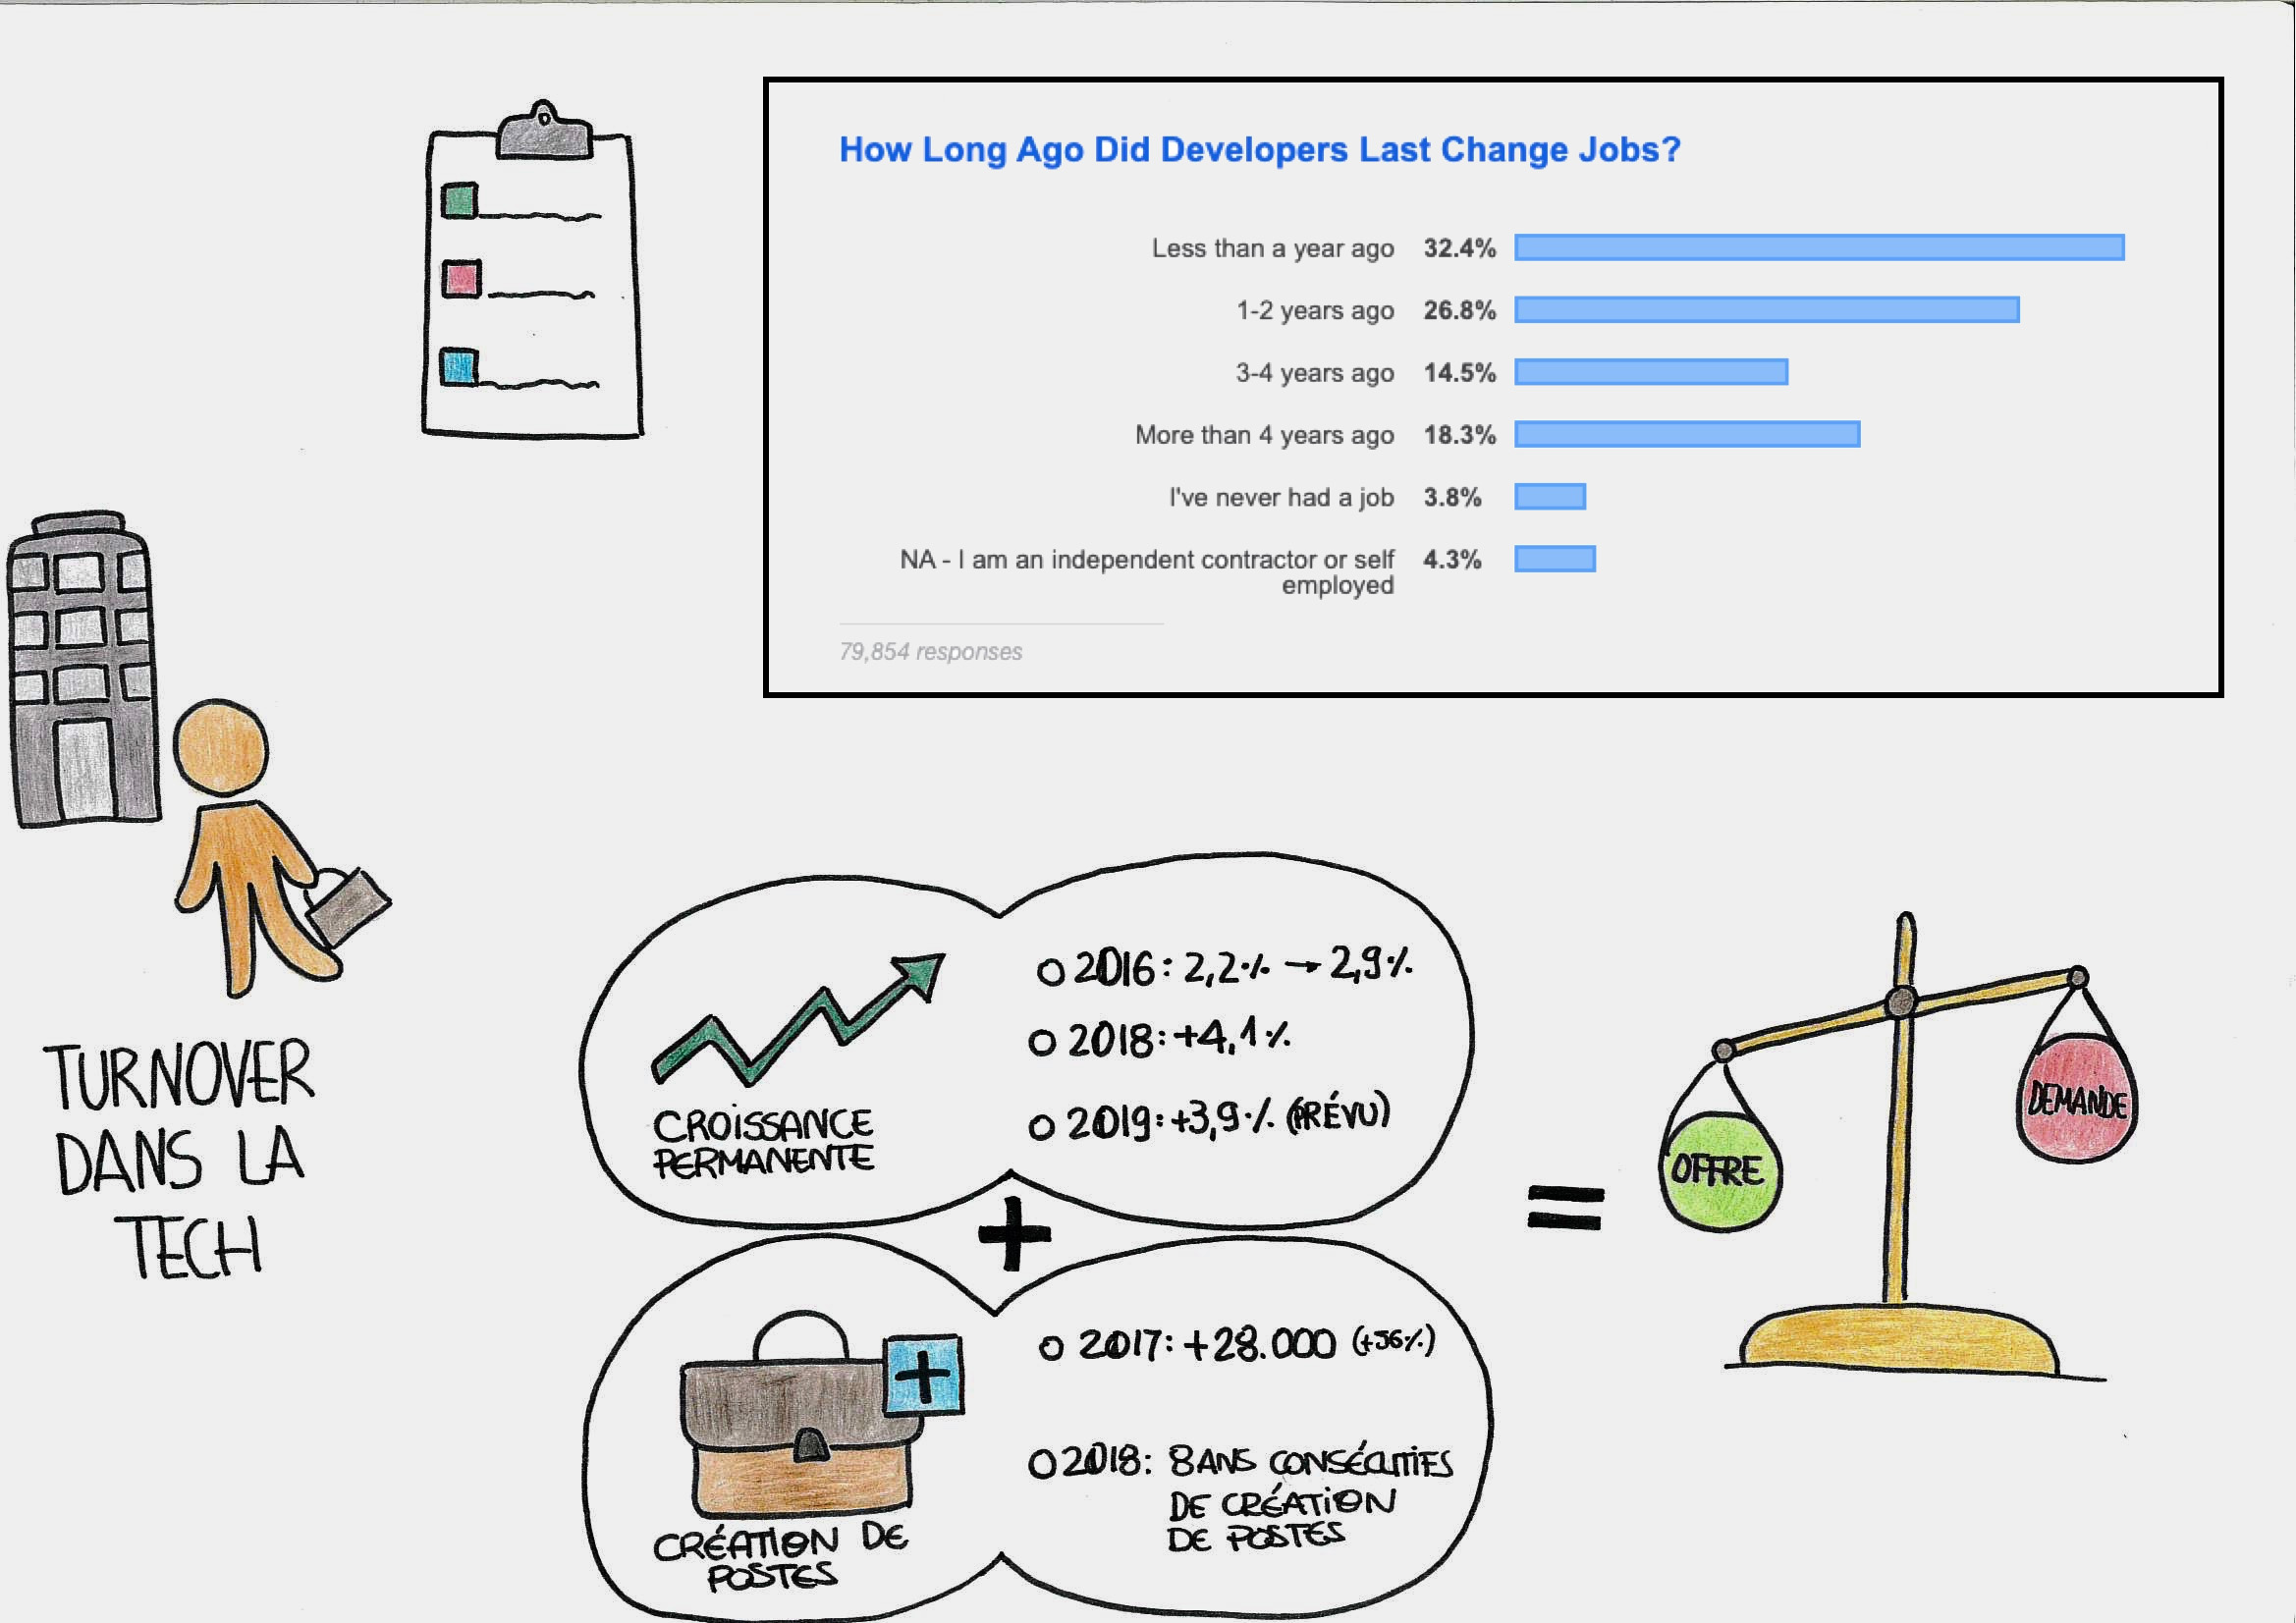 How Long Ago Did Developers Last Change Jobs?
Less than a year ago 32.4%
1-2 years ago 26.8%
3-4 years ago 14.5%
More than 4 years ago 18.3%
I've never had a job 3.8%
NA - I am an independent contractor or self 4.3%
employed
79,854 responses
TURNOVER
DANS LA
TECH
CROISSANCE
PERMANENTE
2016: 2,2% → 2,9%
2018: +4,1%
2019: +3,9% (PRÉVU)
+
CRÉATION DE
POSTES
2017: +28.000 (+56%)
2018: 8 ANS CONSÉCUTIFS
DE CRÉATION
DE POSTES
=
OFFRE
DEMANDE